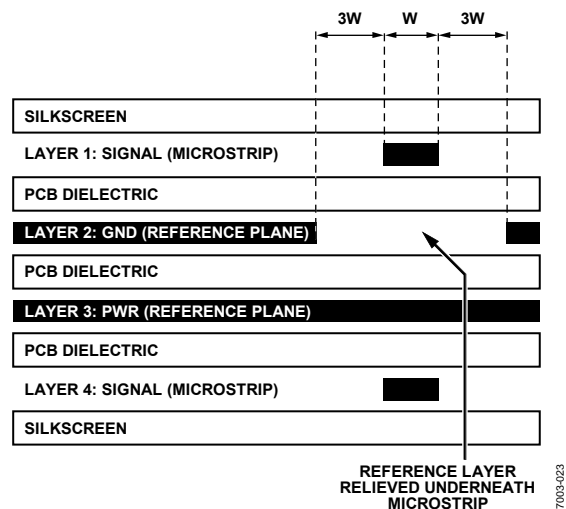 3W W 3W
SILKSCREEN
LAYER 1: SIGNAL (MICROSTRIP)
PCB DIELECTRIC
LAYER 2: GND (REFERENCE PLANE)
PCB DIELECTRIC
LAYER 3: PWR (REFERENCE PLANE)
PCB DIELECTRIC
LAYER 4: SIGNAL (MICROSTRIP)
SILKSCREEN
REFERENCE LAYER
RELIEVED UNDERNEATH
MICROSTRIP
7003-023